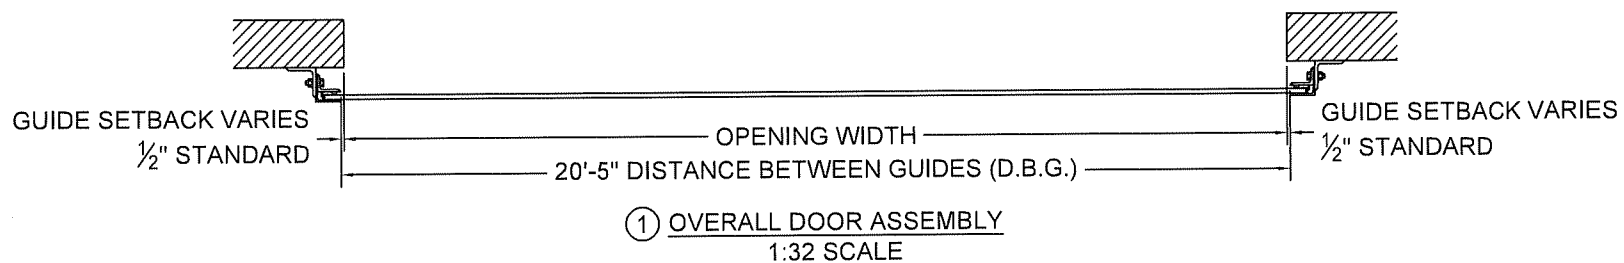 GUIDE SETBACK VARIES
½" STANDARD
OPENING WIDTH
20'-5" DISTANCE BETWEEN GUIDES (D.B.G.)
GUIDE SETBACK VARIES
½" STANDARD
1 OVERALL DOOR ASSEMBLY
1:32 SCALE